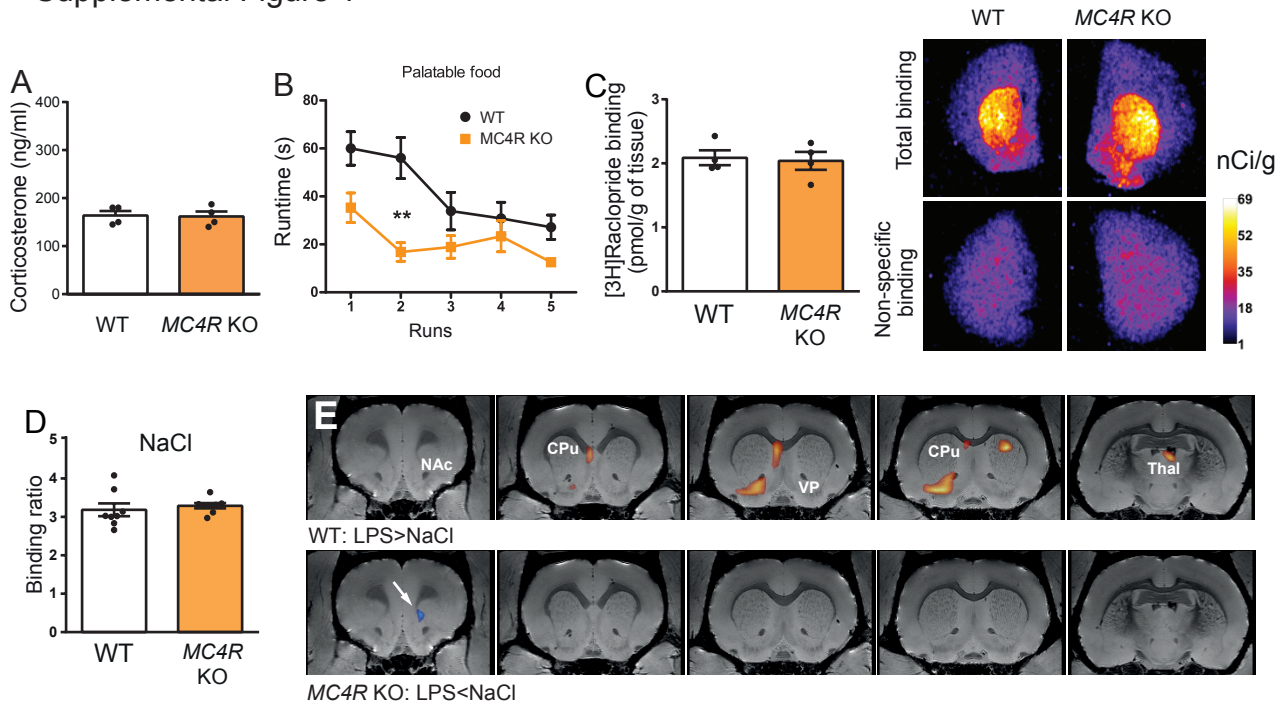 WT
MC4R KO
A
Corticosterone (ng/ml)
400
300
200
100
0
WT
MC4R KO
B
Palatable food
Runtime (s)
80
60
40
20
0
WT
MC4R KO
**
1 2 3 4 5
Runs
C
[3H]Raclopride binding
(pmol/g of tissue)
3
2
1
0
WT
MC4R
KO
Total binding
Non-specific
binding
nCi/g
69
52
35
18
1
D
NaCl
Binding ratio
5
4
3
2
1
0
WT
MC4R
KO
E
NAc
CPu
VP
CPu
Thal
WT: LPS>NaCl
MC4R KO: LPS<NaCl